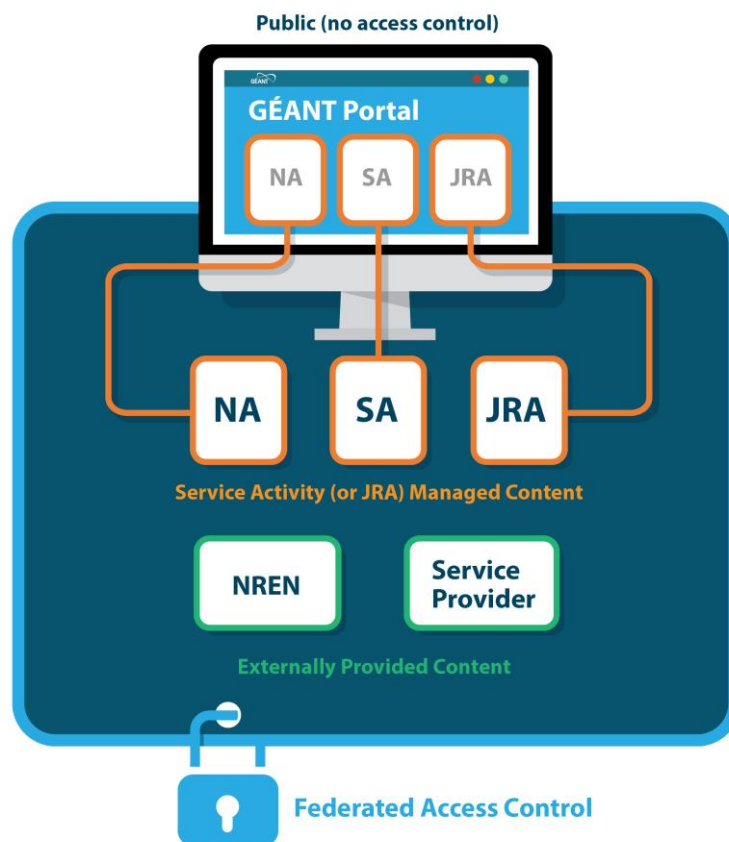 Public (no access control)
GÉANT
GÉANT Portal
NA SA JRA
NA SA JRA
Service Activity (or JRA) Managed Content
NREN
Service
Provider
Externally Provided Content
Federated Access Control